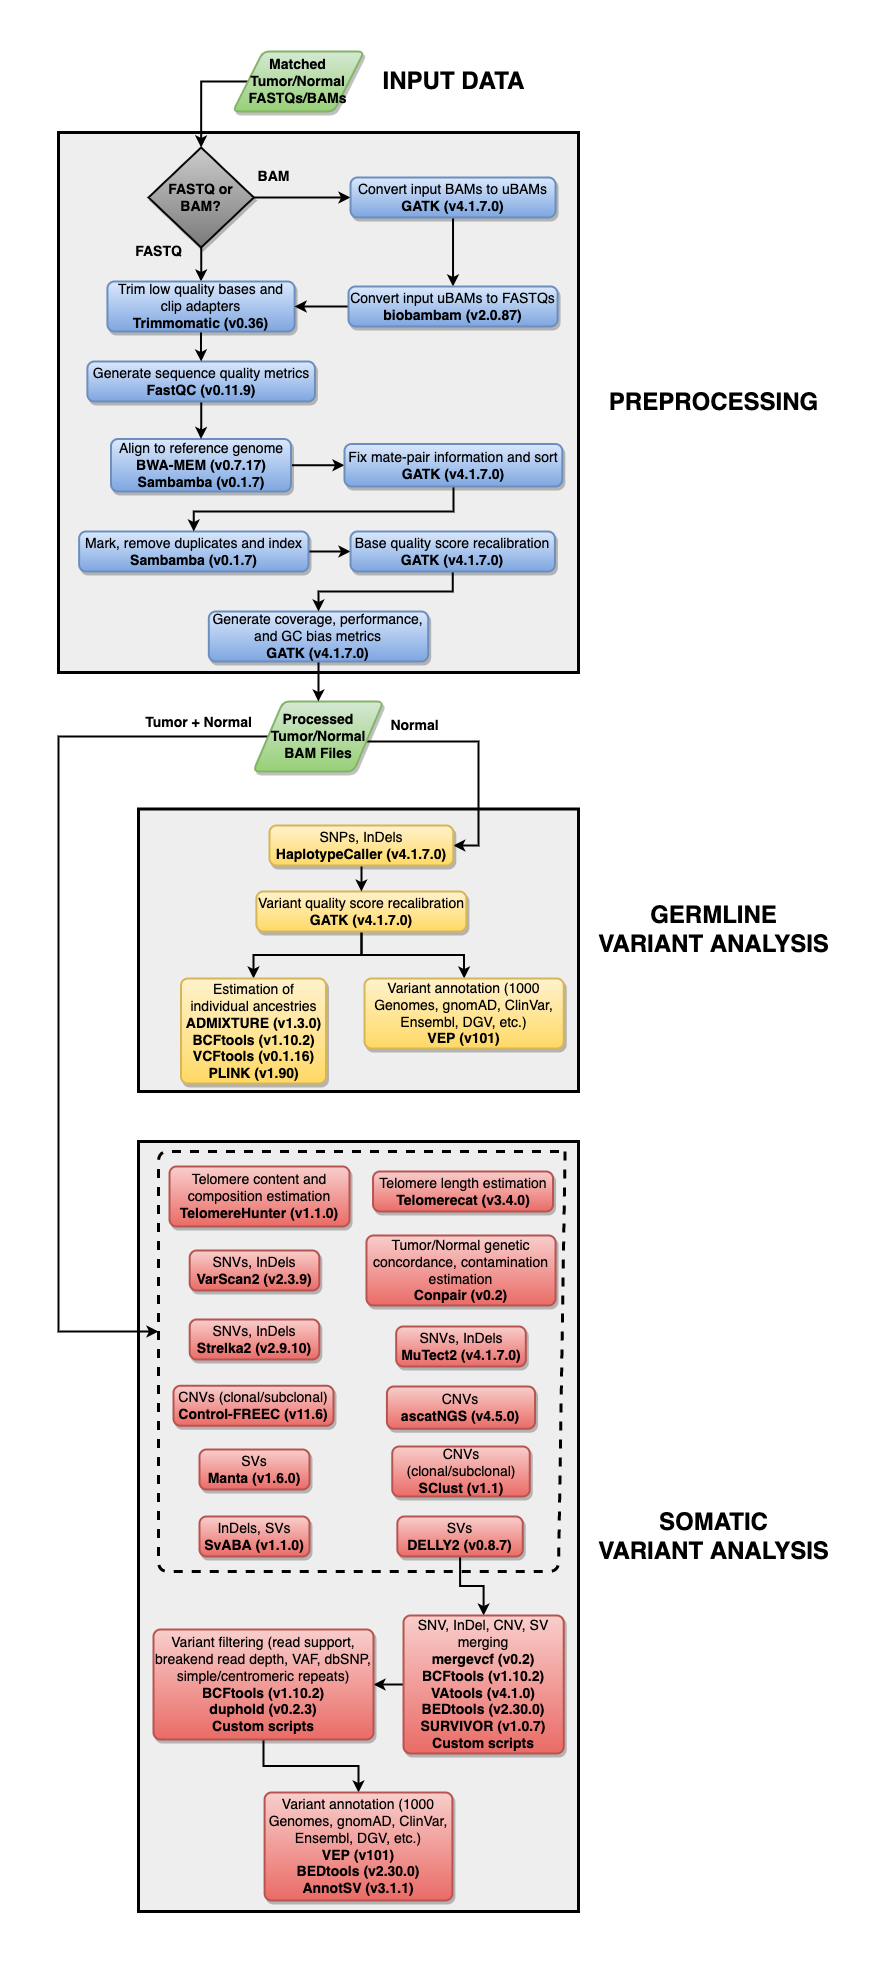 Matched
Tumor/Normal
FASTQs/BAMs
INPUT DATA
FASTQ or
BAM?
BAM
FASTQ
Convert input BAMs to uBAMs
GATK (v4.1.7.0)
Trim low quality bases and
clip adapters
Trimmomatic (v0.36)
Convert input uBAMs to FASTQs
biobambam (v2.0.87)
Generate sequence quality metrics
FastQC (v0.11.9)
PREPROCESSING
Align to reference genome
BWA-MEM (v0.7.17)
Sambamba (v0.1.7)
Fix mate-pair information and sort
GATK (v4.1.7.0)
Mark, remove duplicates and index
Sambamba (v0.1.7)
Base quality score recalibration
GATK (v4.1.7.0)
Generate coverage, performance,
and GC bias metrics
GATK (v4.1.7.0)
Tumor + Normal
Processed
Tumor/Normal
BAM Files
Normal
SNPs, InDels
HaplotypeCaller (v4.1.7.0)
Variant quality score recalibration
GATK (v4.1.7.0)
GERMLINE
VARIANT ANALYSIS
Estimation of
individual ancestries
ADMIXTURE (v1.3.0)
BCFtools (v1.10.2)
VCFtools (v0.1.16)
PLINK (v1.90)
Variant annotation (1000
Genomes, gnomAD, ClinVar,
Ensembl, DGV, etc.)
VEP (v101)
Telomere content and
composition estimation
TelomereHunter (v1.1.0)
Telomere length estimation
Telomerecat (v3.4.0)
SNVs, InDels
VarScan2 (v2.3.9)
Tumor/Normal genetic
concordance, contamination
estimation
Conpair (v0.2)
SNVs, InDels
Strelka2 (v2.9.10)
SNVs, InDels
MuTect2 (v4.1.7.0)
CNVs (clonal/subclonal)
Control-FREEC (v11.6)
CNVs
ascatNGS (v4.5.0)
SVs
Manta (v1.6.0)
CNVs
(clonal/subclonal)
SClust (v1.1)
InDels, SVs
SvABA (v1.1.0)
SVs
DELLY2 (v0.8.7)
SOMATIC
VARIANT ANALYSIS
SNV, InDel, CNV, SV
merging
mergevcf (v0.2)
BCFtools (v1.10.2)
VAtools (v4.1.0)
BEDtools (v2.30.0)
SURVIVOR (v1.0.7)
Custom scripts
Variant filtering (read support,
breakend read depth, VAF, dbSNP,
simple/centromeric repeats)
BCFtools (v1.10.2)
duphold (v0.2.3)
Custom scripts
Variant annotation (1000
Genomes, gnomAD, ClinVar,
Ensembl, DGV, etc.)
VEP (v101)
BEDtools (v2.30.0)
AnnotSV (v3.1.1)